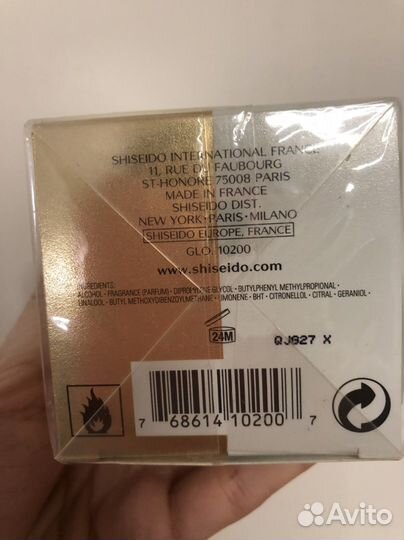 SHISEIDO INTERNATIONAL FRANCE
11, RUE DU FAUBOURG
ST-HONORÉ 75008 PARIS
MADE IN FRANCE
SHISEIDO DIST.
NEW YORK • PARIS • MILANO
SHISEIDO EUROPE, FRANCE
GLO. 10200
www.shiseido.com
INGREDIENTS:
ALCOHOL • FRAGRANCE (PARFUM) • DIPROPYLENE GLYCOL • BUTYLPHENYL METHYLPROPIONAL •
LINALOOL • BUTYL METHOXYDIBENZOYLMETHANE • LIMONENE • BHT • CITRONELLOL • CITRAL • GERANIOL •
24M
QJ827 X
7 68614 10200 7
Avito